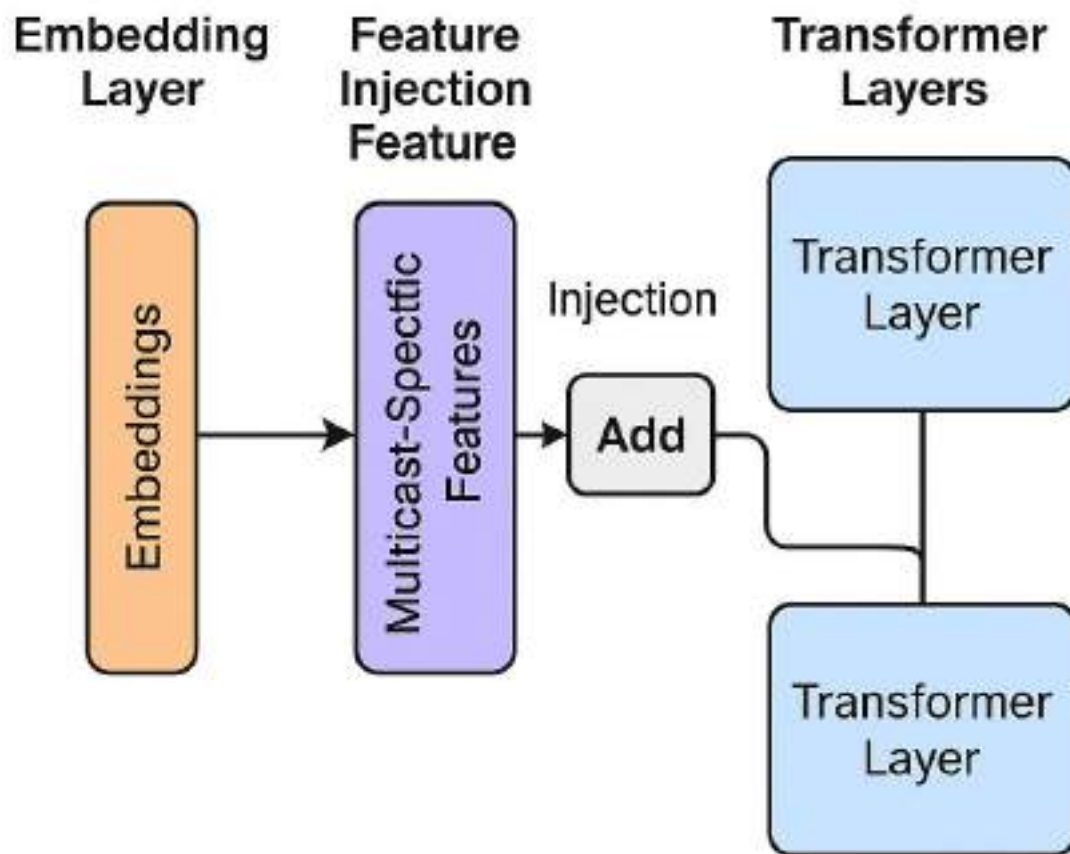 Embedding
Layer
Feature
Injection
Feature
Transformer
Layers
Embeddings
Multicast-Spectfic
Features
Injection
Add
Transformer
Layer
Transformer
Layer